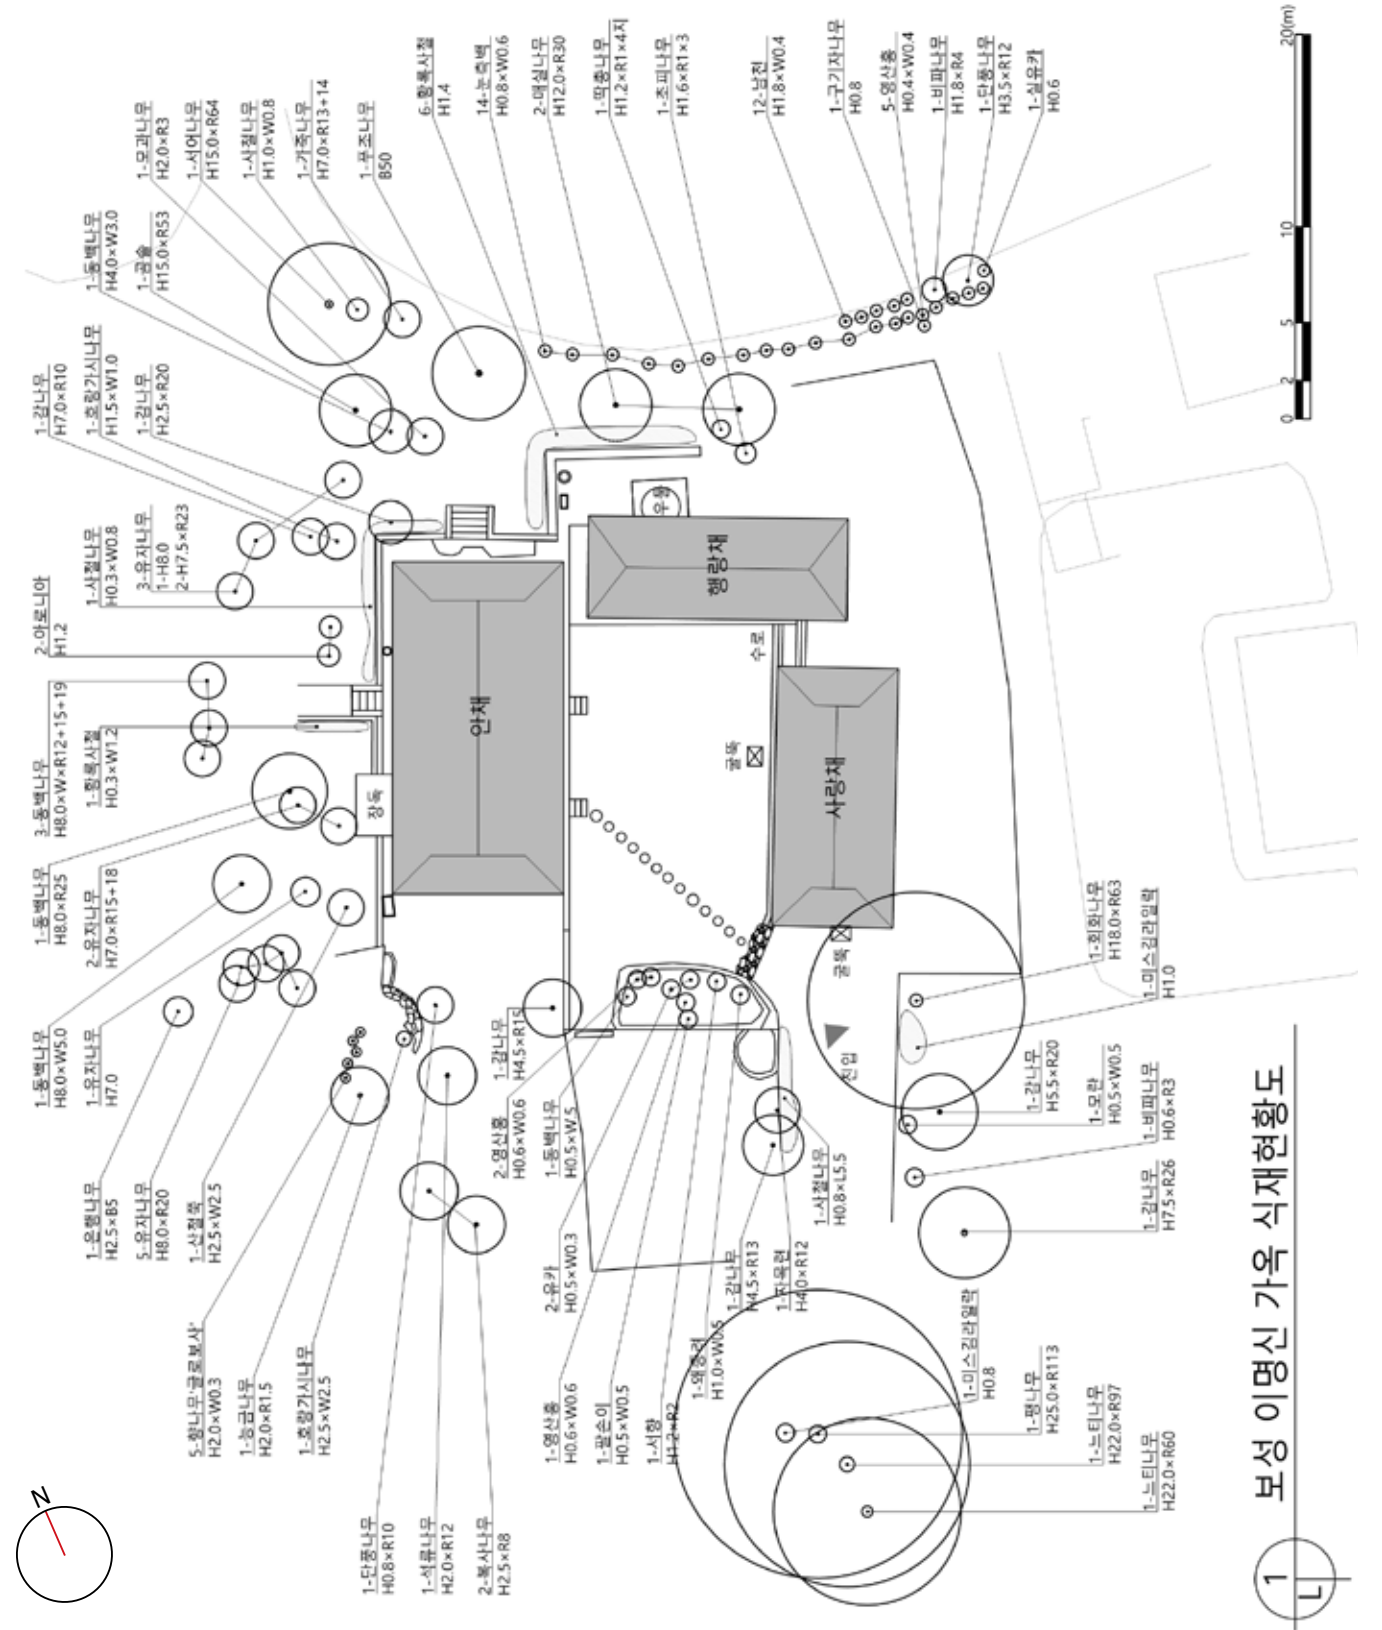 1-모과나무
H2.0×R3
1-서어나무
H15.0×R64
1-사철나무
H1.0×W0.8
1-가죽나무
H7.0×R13+14
1-푸조나무
B50
6-황록사철
H1.4
14-눈측백
H0.8×W0.6
2-매실나무
H12.0×R30
1-딱총나무
H1.2×R1×4지
1-초피나무
H1.6×R1×3
12-남천
H1.8×W0.4
1-구기자나무
H0.8
5-영산홍
H0.4×W0.4
1-비파나무
H1.8×R4
1-단풍나무
H3.5×R12
1-실유카
H0.6
1-동백나무
H4.0×W3.0
1-곰솔
H15.0×R53
1-감나무
H7.0×R10
1-호랑가시나무
H1.5×W1.0
1-감나무
H2.5×R20
2-아로니아
H1.2
1-사철나무
H0.3×W0.8
3-유자나무
1-H8.0
2-H7.5×R23
3-동백나무
H8.0×W×R12+15+19
1-황록사철
H0.3×W1.2
1-동백나무
H8.0×R25
2-유자나무
H7.0×R15+18
1-동백나무
H8.0×W5.0
1-유자나무
H7.0
1-은행나무
H2.5×B5
5-유자나무
H8.0×R20
1-산철쭉
H2.5×W2.5
5-향나무'글로보사'
H2.0×W0.3
1-능금나무
H2.0×R1.5
1-호랑가시나무
H2.5×W2.5
1-단풍나무
H0.8×R10
1-석류나무
H2.0×R12
2-복사나무
H2.5×R8
1-감나무
H4.5×R15
2-영산홍
H0.6×W0.6
1-동백나무
H0.5×W.5
2-유카
H0.5×W0.3
1-영산홍
H0.6×W0.6
1-팔손이
H0.5×W0.5
1-서향
H1.2×R2
1-왜종려
H1.0×W0.5
1-감나무
H4.5×R13
1-자목련
H4.0×R12
1-사철나무
H0.8×L5.5
1-회화나무
H18.0×R63
1-미스김라일락
H1.0
1-감나무
H5.5×R20
1-모란
H0.5×W0.5
1-비파나무
H0.6×R3
1-감나무
H7.5×R26
1-미스김라일락
H0.8
1-팽나무
H25.0×R113
1-느티나무
H22.0×R97
1-느티나무
H22.0×R60
우물
행랑채
수로
안채
장독
굴뚝
사랑채
굴뚝
진입
0 2 5 10 20(m)
N
1
L
보성 이명신 가옥 식재현황도